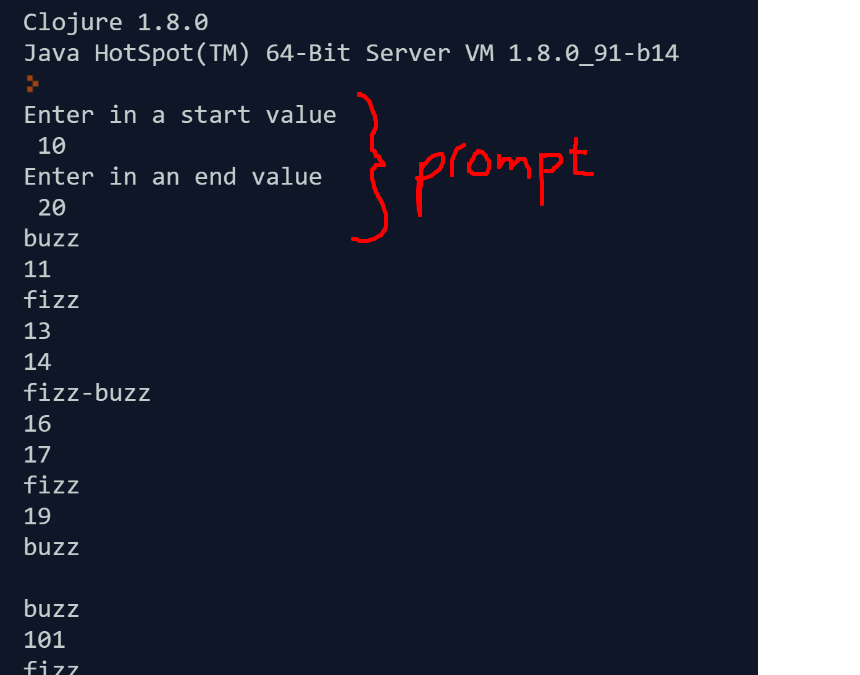 Clojure 1.8.0
Java HotSpot(TM) 64-Bit Server VM 1.8.0_91-b14
>
Enter in a start value
10
Enter in an end value
20
prompt
buzz
11
fizz
13
14
fizz-buzz
16
17
fizz
19
buzz
buzz
101
fizz